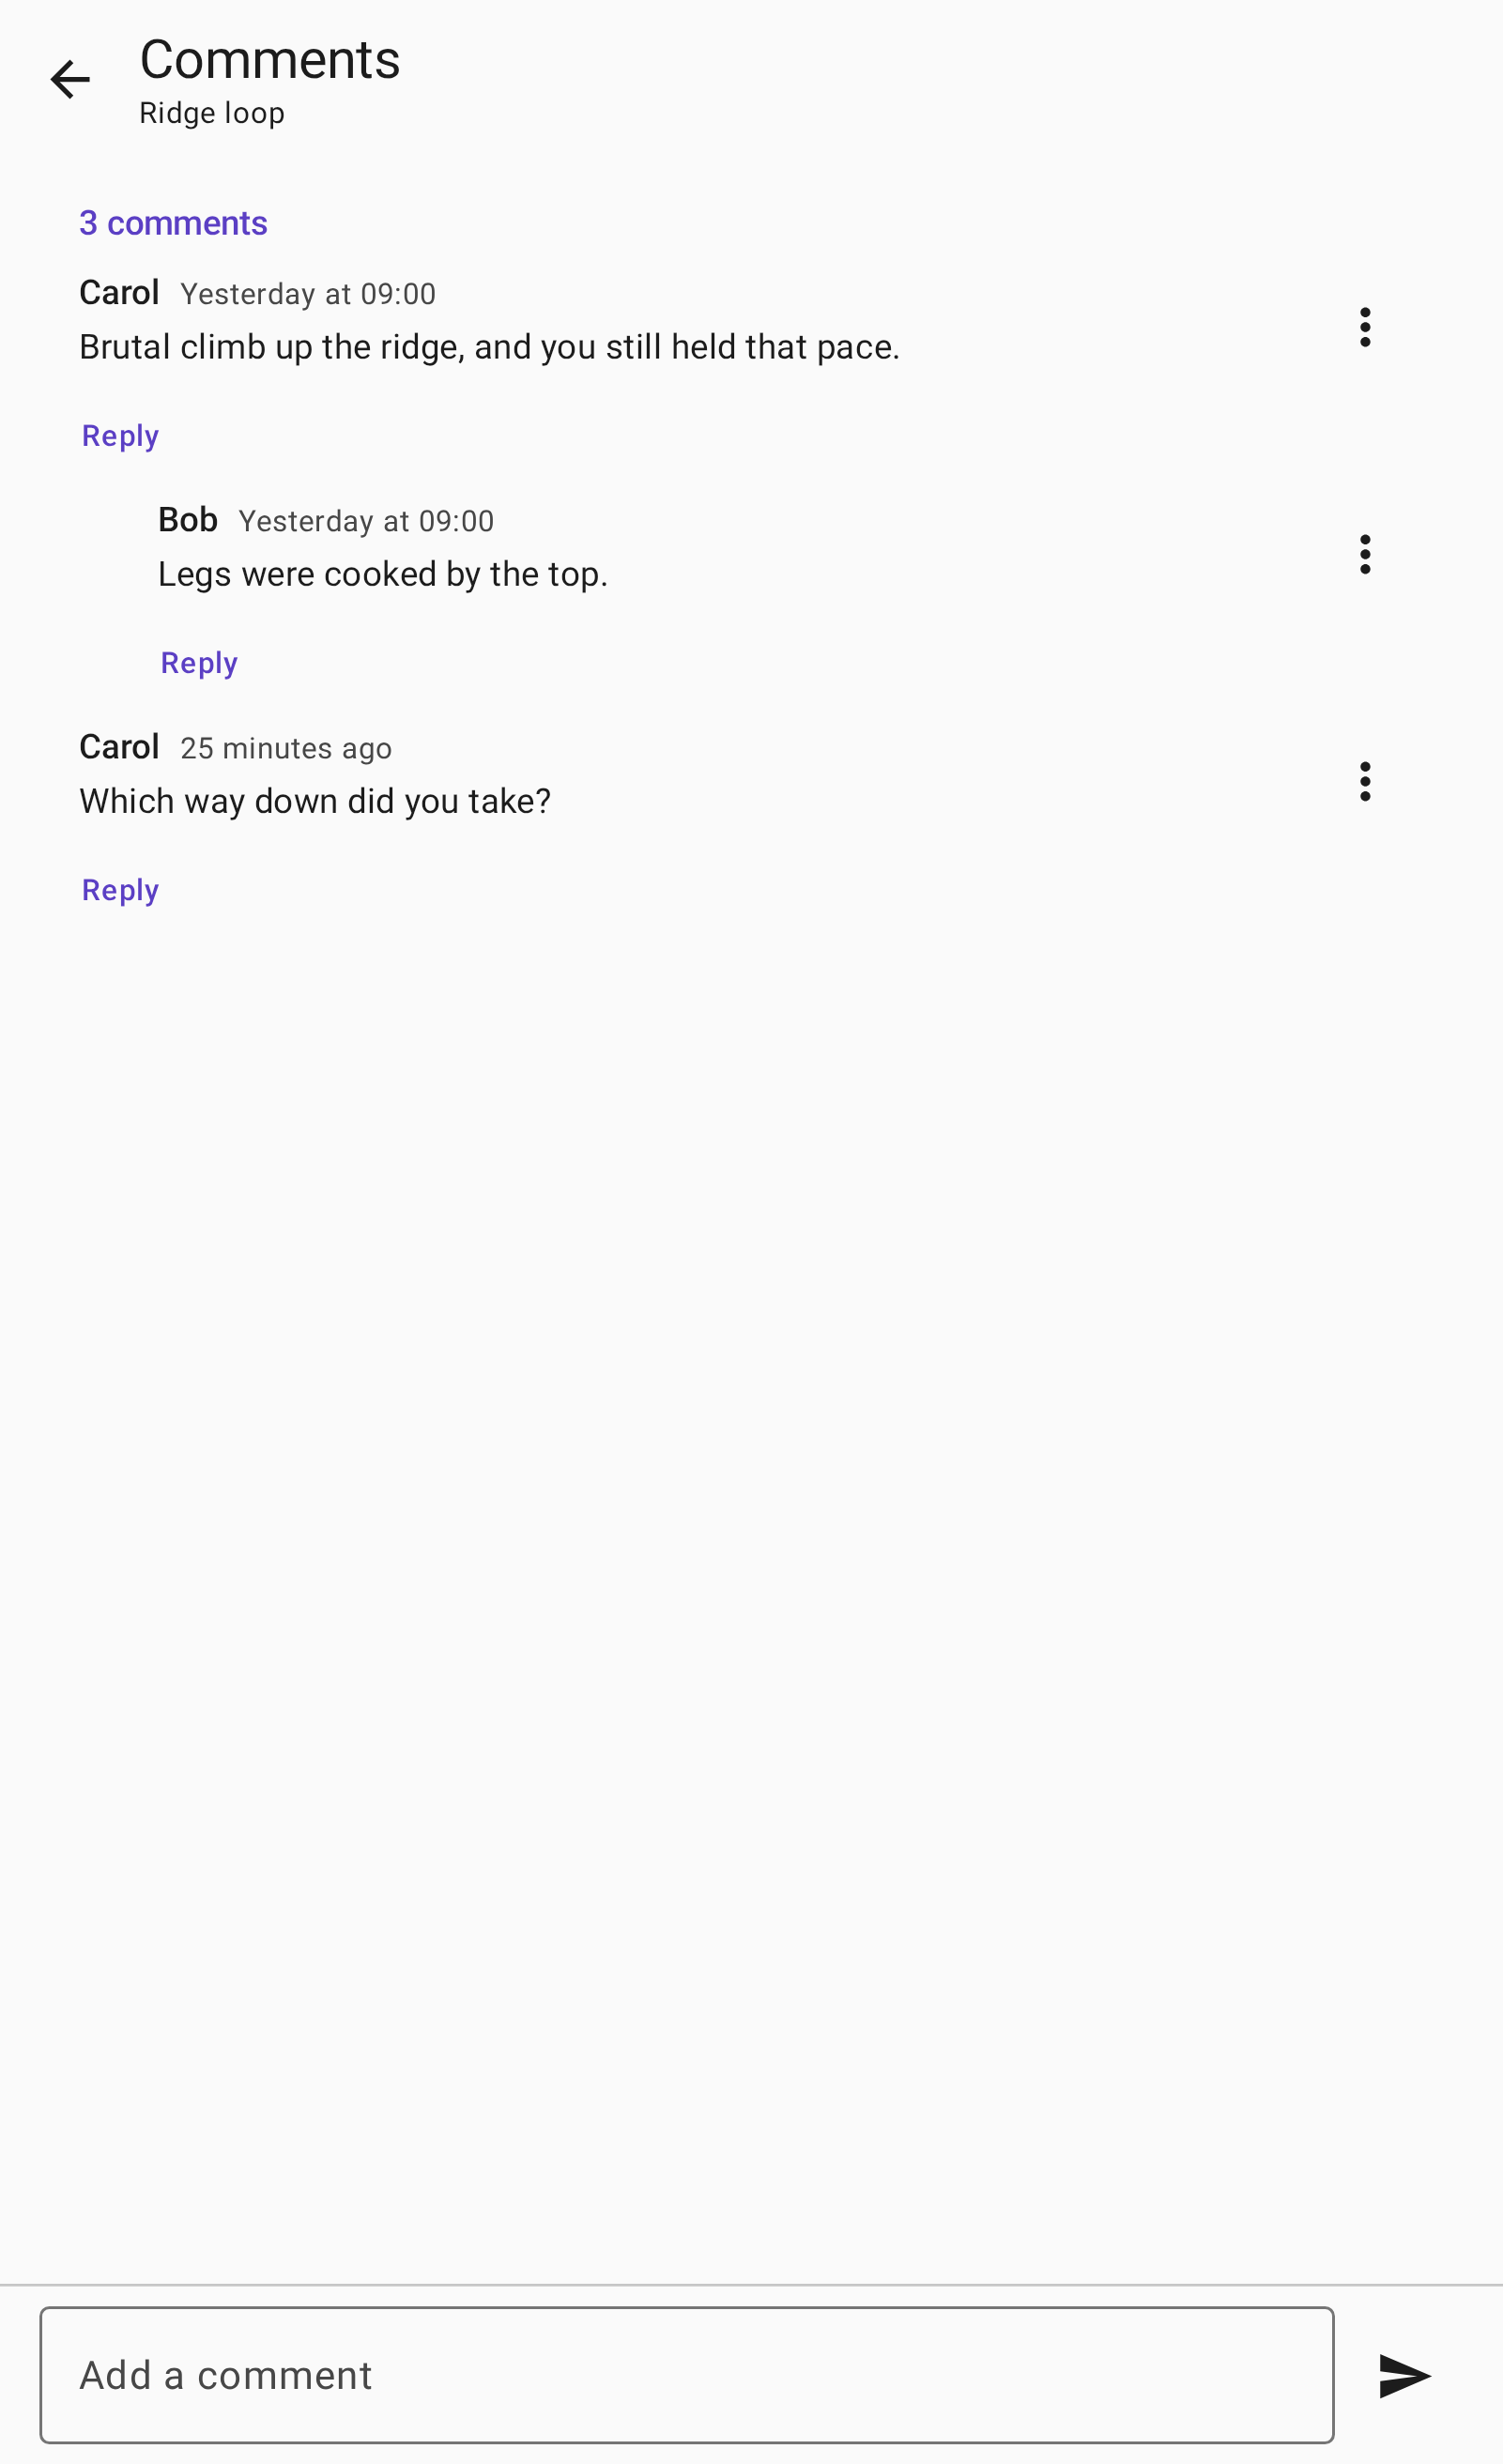 Comments
Ridge loop
3 comments
Carol Yesterday at 09:00
Brutal climb up the ridge, and you still held that pace.
Reply
Bob Yesterday at 09:00
Legs were cooked by the top.
Reply
Carol 25 minutes ago
Which way down did you take?
Reply
Add a comment